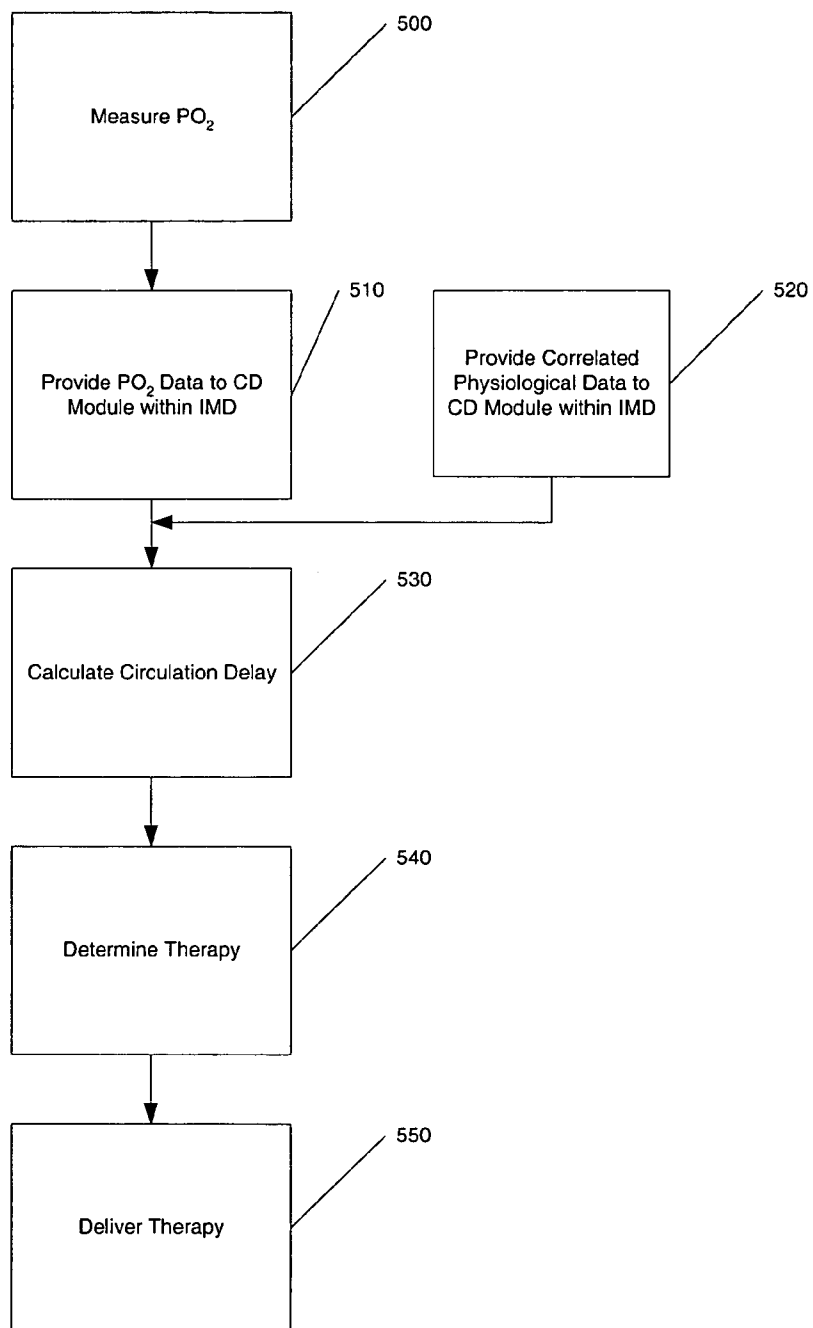 500
Measure PO₂
510
520
Provide PO₂ Data to CD
Module within IMD
Provide Correlated
Physiological Data to
CD Module within IMD
530
Calculate Circulation Delay
540
Determine Therapy
550
Deliver Therapy